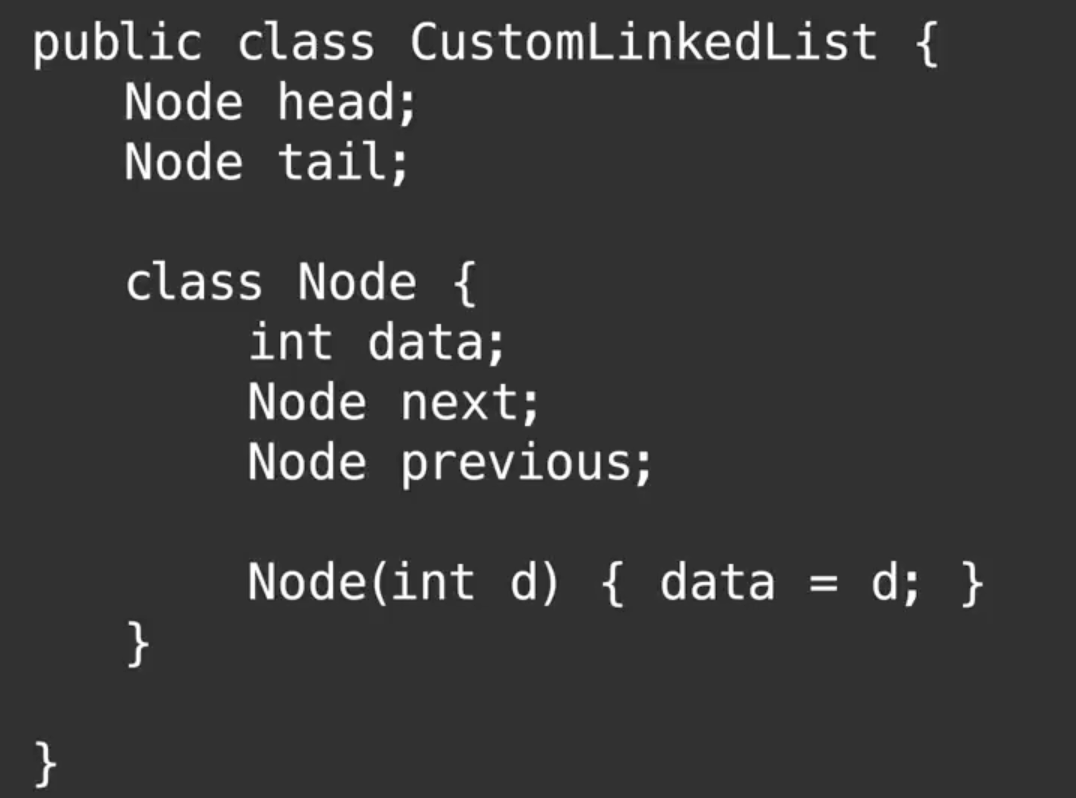 public class CustomLinkedList {
Node head;
Node tail;
class Node {
int data;
Node next;
Node previous;
Node(int d) { data = d; }
}
}